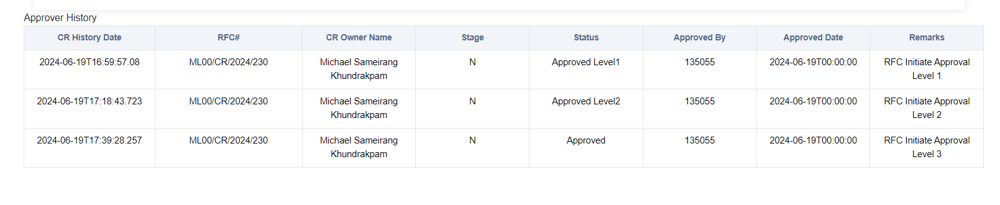 Approver History
CR History Date RFC# CR Owner Name Stage Status Approved By Approved Date Remarks
2024-06-19T16:59:57.08 ML00/CR/2024/230 Michael Sameirang N Approved Level1 135055 2024-06-19T00:00:00 RFC Initiate Approval
Khundrakpam Level 1
2024-06-19T17:18:43.723 ML00/CR/2024/230 Michael Sameirang N Approved Level2 135055 2024-06-19T00:00:00 RFC Initiate Approval
Khundrakpam Level 2
2024-06-19T17:39:28.257 ML00/CR/2024/230 Michael Sameirang N Approved 135055 2024-06-19T00:00:00 RFC Initiate Approval
Khundrakpam Level 3